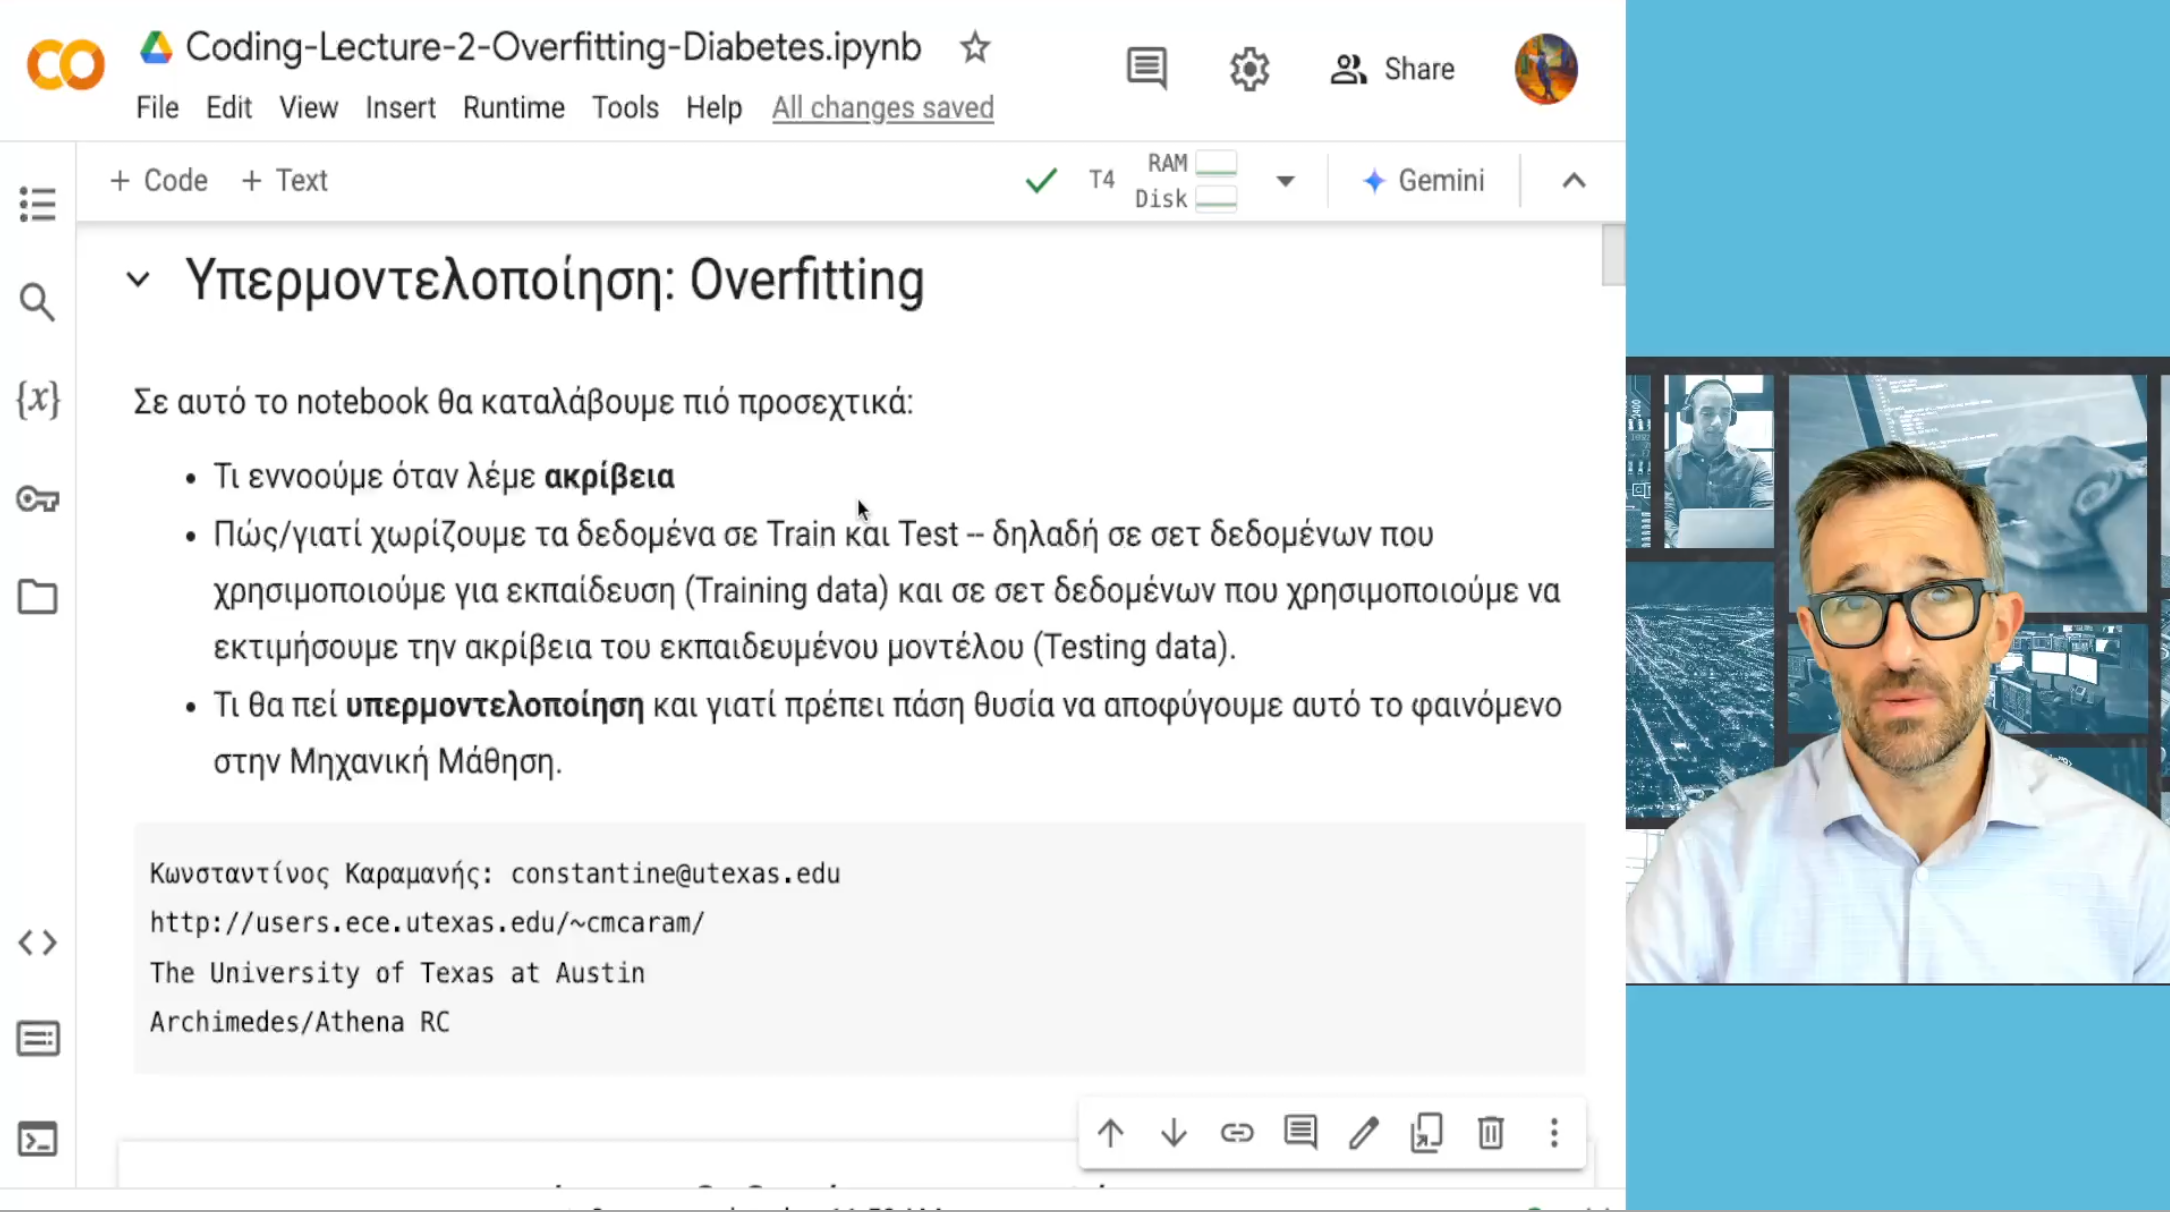 Coding-Lecture-2-Overfitting-Diabetes.ipynb
Share
File Edit View Insert Runtime Tools Help All changes saved
+ Code + Text
T4
RAM
Disk
Gemini
Υπερμοντελοποίηση: Overfitting
Σε αυτό το notebook θα καταλάβουμε πιό προσεχτικά:
• Τι εννοούμε όταν λέμε ακρίβεια
• Πώς/γιατί χωρίζουμε τα δεδομένα σε Train και Test -- δηλαδή σε σετ δεδομένων που
χρησιμοποιούμε για εκπαίδευση (Training data) και σε σετ δεδομένων που χρησιμοποιούμε να
εκτιμήσουμε την ακρίβεια του εκπαιδευμένου μοντέλου (Testing data).
• Τι θα πεί υπερμοντελοποίηση και γιατί πρέπει πάση θυσία να αποφύγουμε αυτό το φαινόμενο
στην Μηχανική Μάθηση.
Κωνσταντίνος Καραμανής: constantine@utexas.edu
http://users.ece.utexas.edu/~cmcaram/
The University of Texas at Austin
Archimedes/Athena RC